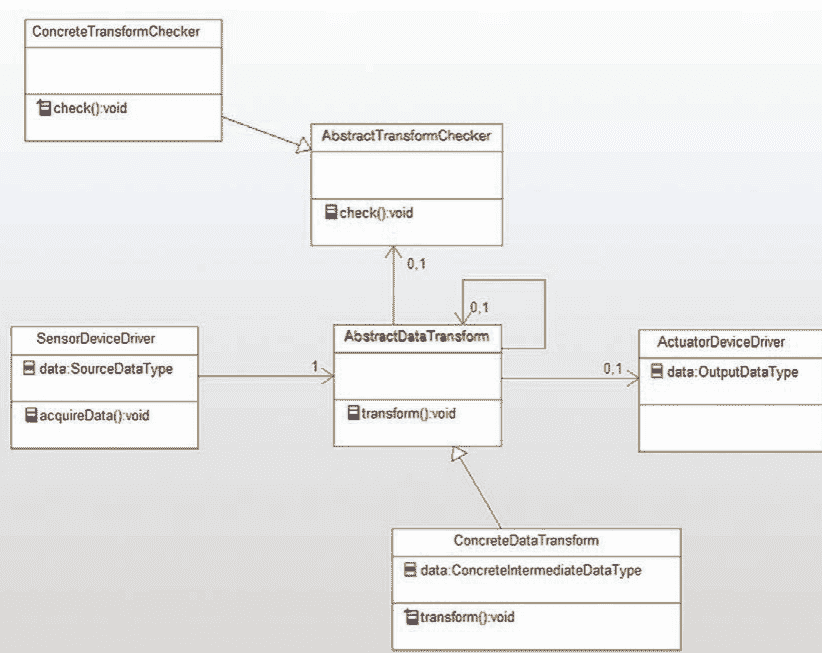 ConcreteTransformChecker
check():void
AbstractTransformChecker
check():void
0,1
0,1
SensorDeviceDriver
data:SourceDataType
acquireData():void
1
AbstractDataTransform
transform():void
0,1
ActuatorDeviceDriver
data:OutputDataType
ConcreteDataTransform
data:ConcreteIntermediateDataType
transform():void